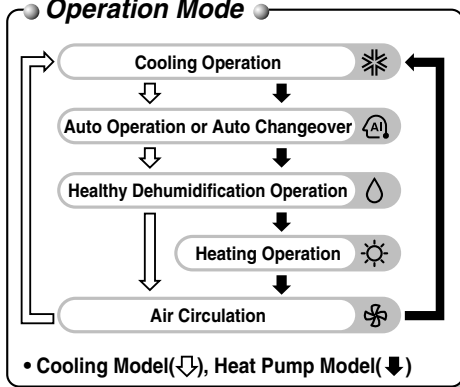 Operation Mode
Cooling Operation
Auto Operation or Auto Changeover
AI
Healthy Dehumidification Operation
Heating Operation
Air Circulation
• Cooling Model(⇩), Heat Pump Model(⬇)